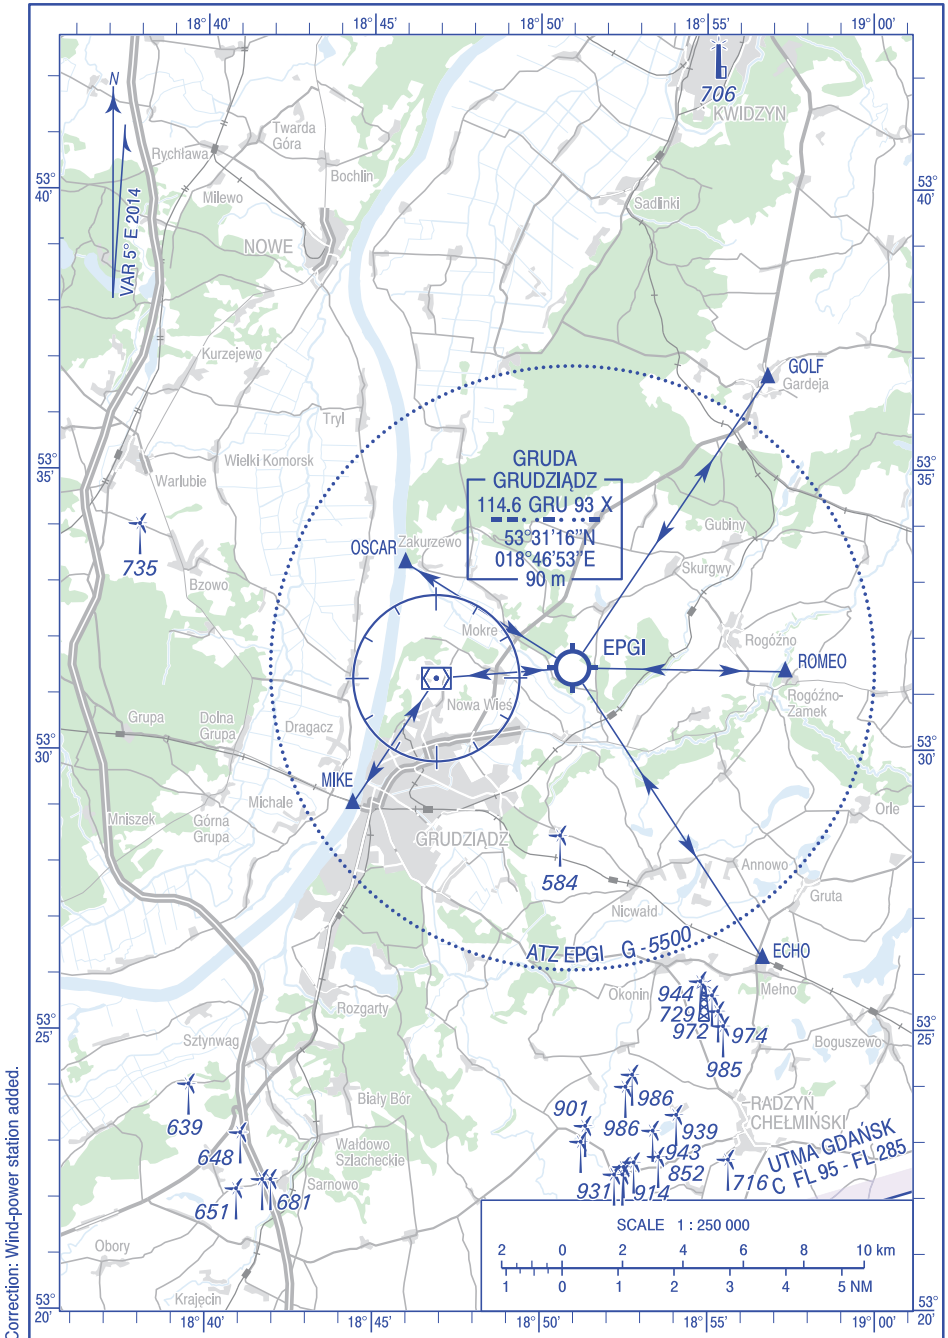 18°40'
18°45'
18°50'
18°55'
19°00'
706
KWIDZYN
N
VAR 5° E 2014
Twarda
Góra
Rychława
Bochlin
Milewo
53°
40'
53°
40'
Sadlinki
NOWE
Kurzejewo
GOLF
Gardeja
Tryl
Wielki Komorsk
53°
35'
53°
35'
Warlubie
GRUDA
GRUDZIĄDZ
114.6 GRU 93 X
53°31'16"N
018°46'53"E
90 m
Gubiny
735
Bzowo
OSCAR
Zakurzewo
Skurgwy
Mokre
EPGI
Rogóźno
ROMEO
Rogóźno-
Zamek
Nowa Wieś
Grupa
Dolna
Grupa
Dragacz
53°
30'
53°
30'
MIKE
Michale
Mniszek
Górna
Grupa
GRUDZIĄDZ
Orle
584
Annowo
Gruta
Nicwałd
ATZ EPGI G - 5500
ECHO
Mełno
Okonin
944
729
972
974
985
Rozgarty
53°
25'
53°
25'
Sztynwag
Boguszewo
Correction: Wind-power station added.
639
Biały Bór
901
986
986
RADZYŃ
CHEŁMIŃSKI
939
943
852
716
648
Wałdowo
Szlacheckie
UTMA GDAŃSK
C FL 95 - FL 285
651
681
Sarnowo
931
914
SCALE 1 : 250 000
2 0 2 4 6 8 10 km
1 0 1 2 3 4 5 NM
Obory
Krajęcin
53°
20'
53°
20'
18°40'
18°45'
18°50'
18°55'
19°00'